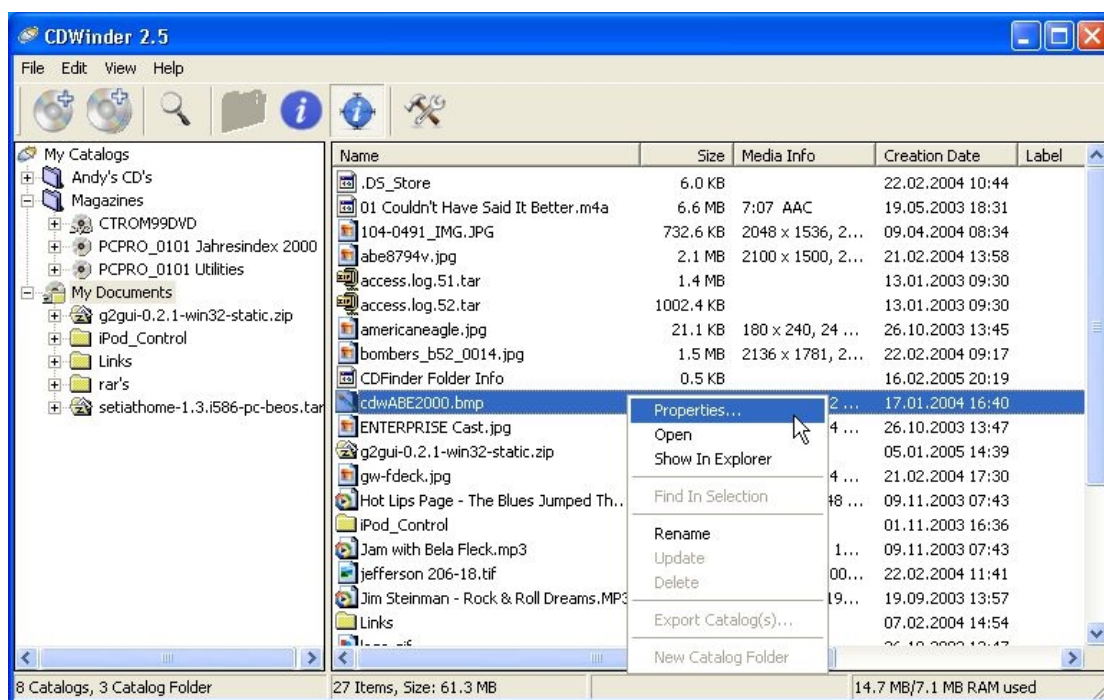 CDWinder 2.5
File Edit View Help
My Catalogs
Andy's CD's
Magazines
CTROM99DVD
PCPRO_0101 Jahresindex 2000
PCPRO_0101 Utilities
My Documents
g2gui-0.2.1-win32-static.zip
iPod_Control
Links
rar's
setiathome-1.3.i586-pc-beos.tar
Name Size Media Info Creation Date Label
.DS_Store 6.0 KB 22.02.2004 10:44
01 Couldn't Have Said It Better.m4a 6.6 MB 7:07 AAC 19.05.2003 18:31
104-0491_IMG.JPG 732.6 KB 2048 x 1536, 2... 09.04.2004 08:34
abe8794v.jpg 2.1 MB 2100 x 1500, 2... 21.02.2004 13:58
access.log.51.tar 1.4 MB 13.01.2003 09:30
access.log.52.tar 1002.4 KB 13.01.2003 09:30
americaneagle.jpg 21.1 KB 180 x 240, 24 ... 26.10.2003 13:45
bombers_b52_0014.jpg 1.5 MB 2136 x 1781, 2... 22.02.2004 09:17
CDFinder Folder Info 0.5 KB 16.02.2005 20:19
cdwABE2000.bmp 2 ... 17.01.2004 16:40
ENTERPRISE Cast.jpg 4 ... 26.10.2003 13:47
g2gui-0.2.1-win32-static.zip 05.01.2005 14:39
gw-fdeck.jpg 4 ... 21.02.2004 17:30
Hot Lips Page - The Blues Jumped Th... 48 ... 09.11.2003 07:43
iPod_Control 01.11.2003 16:36
Jam with Bela Fleck.mp3 1... 09.11.2003 07:43
jefferson 206-18.tif 00... 22.02.2004 11:41
Jim Steinman - Rock & Roll Dreams.MP3 19... 19.09.2003 13:57
Links 07.02.2004 14:54
Properties...
Open
Show In Explorer
Find In Selection
Rename
Update
Delete
Export Catalog(s)...
New Catalog Folder
8 Catalogs, 3 Catalog Folder
27 Items, Size: 61.3 MB
14.7 MB/7.1 MB RAM used